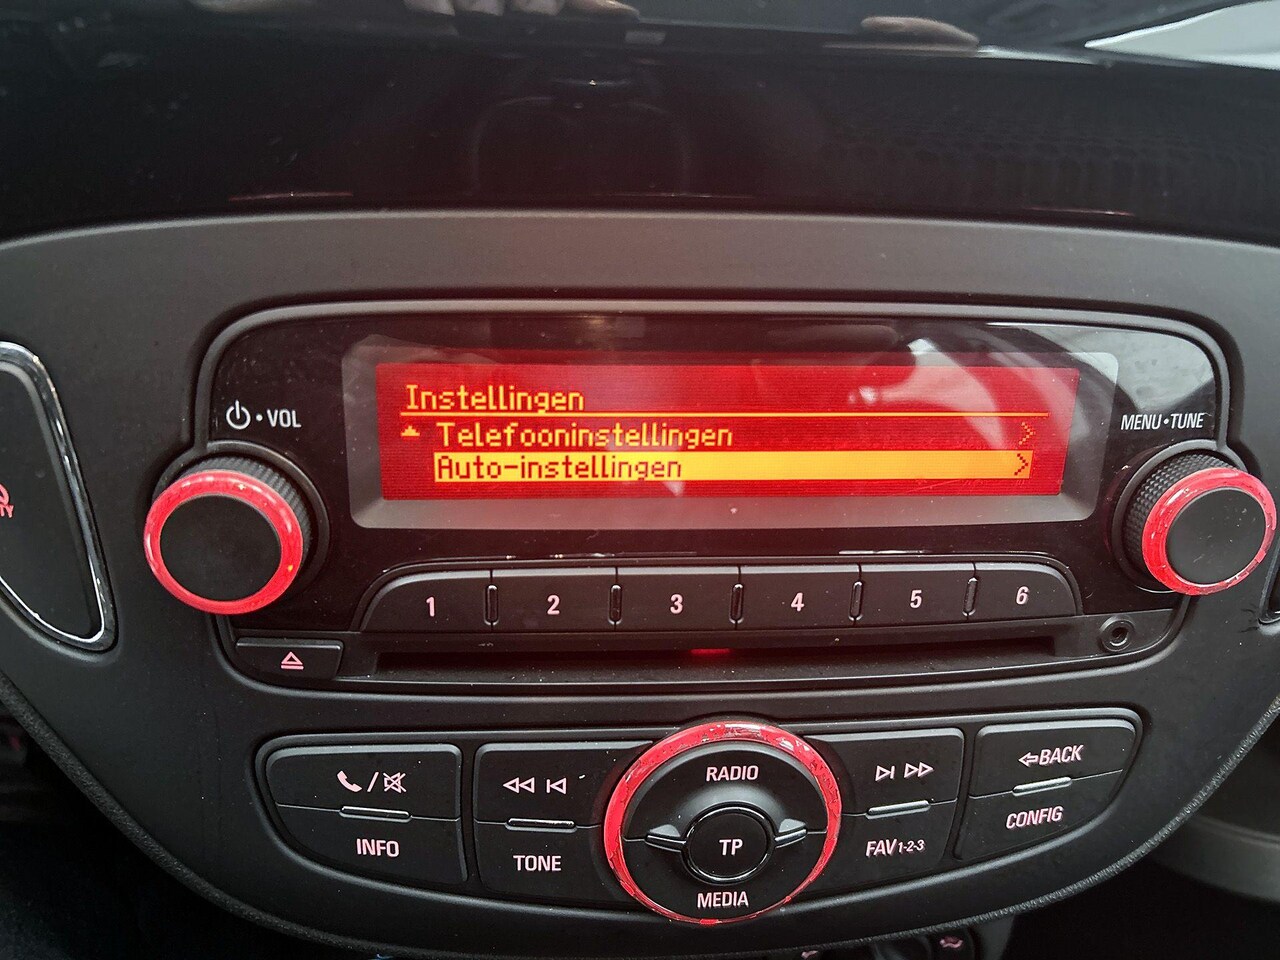 Instellingen
Telefooninstellingen
Auto-instellingen
VOL
MENU•TUNE
1 2 3 4 5 6
RADIO
BACK
INFO
TONE
TP
FAV1-2-3
CONFIG
MEDIA